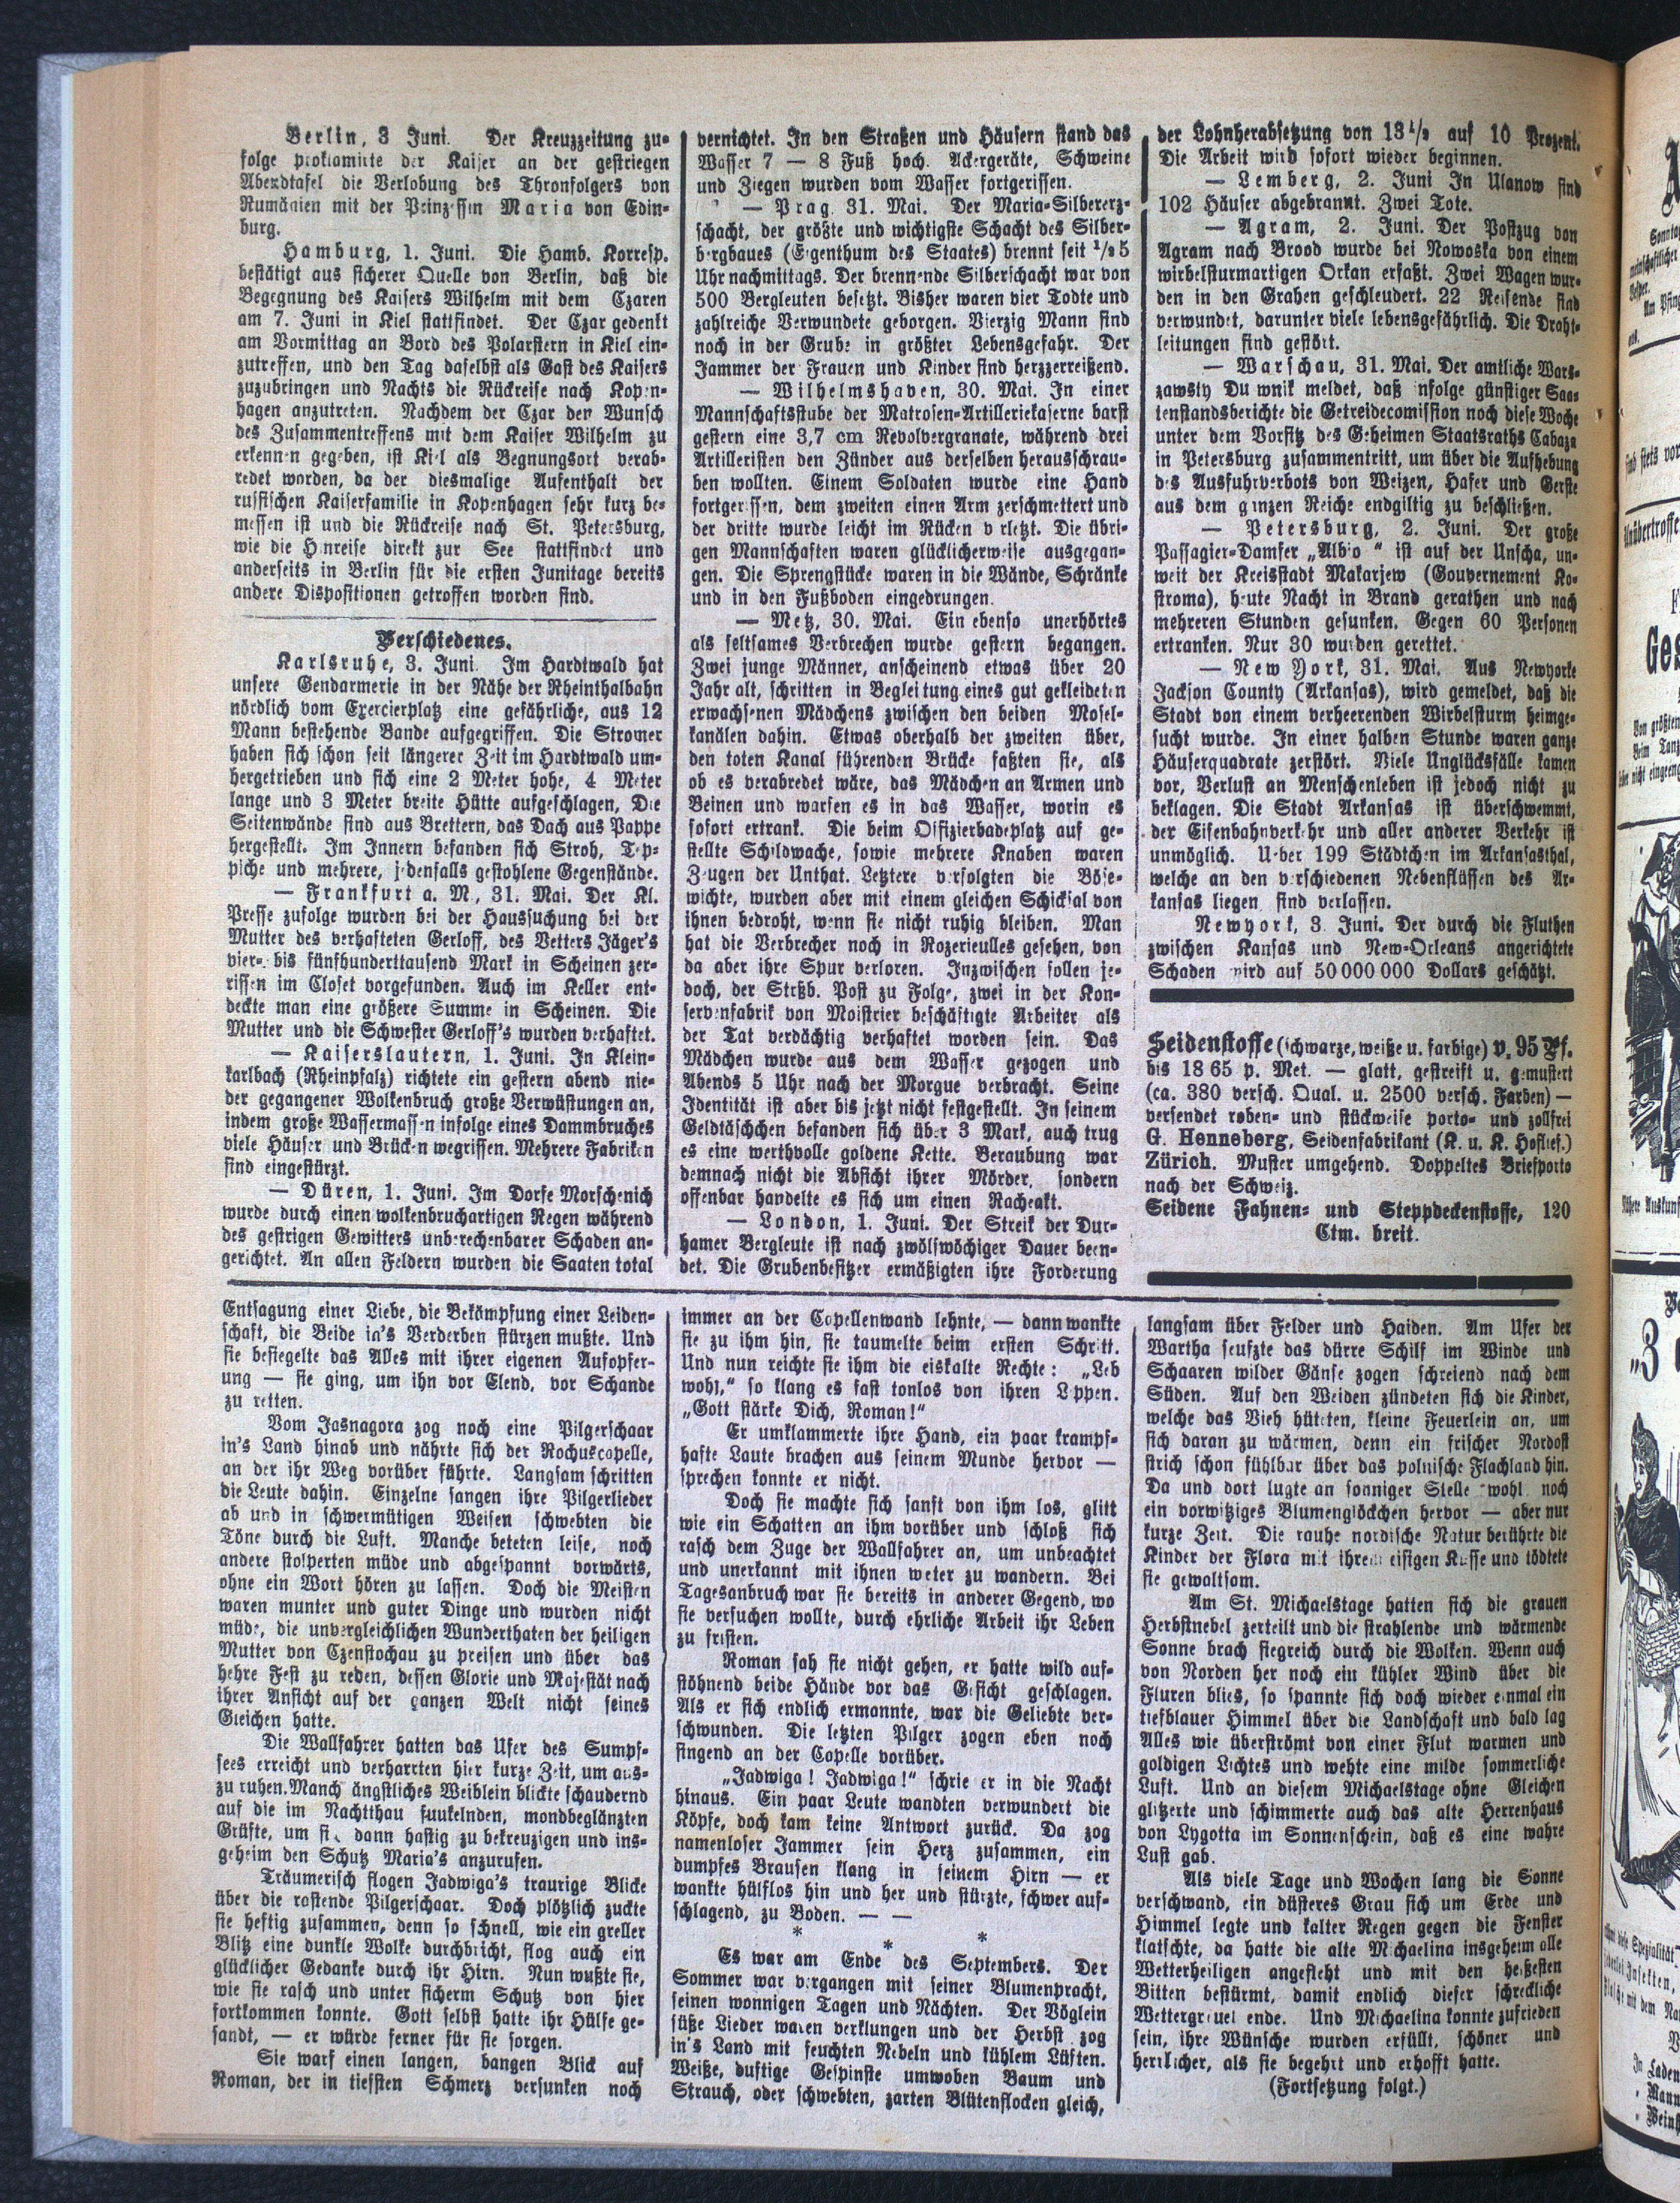 Berlin, 3 Juni. Der Kreuzzeitung zu-
folge proklamirte der Kaiser an der gestriegen
Abendtafel die Verlobung des Thronfolgers von
Rumänien mit der Prinzessin Maria von Edin-
burg.
Hamburg, 1. Juni. Die Hamb. Korresp.
bestätigt aus sicherer Quelle von Berlin, daß die
Begegnung des Kaisers Wilhelm mit dem Czaren
am 7. Juni in Kiel stattfindet. Der Czar gedenkt
am Vormittag an Bord des Polarstern in Kiel ein-
zutreffen, und den Tag daselbst als Gast des Kaisers
zuzubringen und Nachts die Rückreise nach Kopen-
hagen anzutreten. Nachdem der Czar den Wunsch
des Zusammentreffens mit dem Kaiser Wilhelm zu
erkennen gegeben, ist Kiel als Begnungsort verab-
redet worden, da der diesmalige Aufenthalt der
russischen Kaiserfamilie in Kopenhagen sehr kurz be-
messen ist und die Rückreise nach St. Petersburg,
wie die Hinreise direkt zur See stattfindet und
anderseits in Berlin für die ersten Junitage bereits
andere Dispositionen getroffen worden sind.
Verschiedenes.
Karlsruhe, 3. Juni. Im Hardtwald hat
unsere Gendarmerie in der Nähe der Rheinthalbahn
nördlich vom Exercierplatz eine gefährliche, aus 12
Mann bestehende Bande aufgegriffen. Die Stromer
haben sich schon seit längerer Zeit im Hardtwald um-
hergetrieben und sich eine 2 Meter hohe, 4 Meter
lange und 3 Meter breite Hütte aufgeschlagen, Die
Seitenwände sind aus Brettern, das Dach aus Pappe
hergestellt. Im Innern befanden sich Stroh, Tep-
piche und mehrere, jedenfalls gestohlene Gegenstände.
— Frankfurt a. M, 31. Mai. Der Kl.
Presse zufolge wurden bei der Haussuchung bei der
Mutter des verhafteten Gerloff, des Vetters Jäger's
vier- bis fünfhunderttausend Mark in Scheinen zer-
rissen im Closet vorgefunden. Auch im Keller ent-
deckte man eine größere Summe in Scheinen. Die
Mutter und die Schwester Gerloff's wurden verhaftet.
— Kaiserslautern, 1. Juni. In Klein-
karlbach (Rheinpfalz) richtete ein gestern abend nie-
der gegangener Wolkenbruch große Verwüstungen an,
indem große Wassermassen infolge eines Dammbruches
viele Häuser und Brücken wegriffen. Mehrere Fabriken
sind eingestürzt.
— Düren, 1. Juni. Im Dorfe Morschenich
wurde durch einen wolkenbruchartigen Regen während
des gestrigen Gewitters unberechenbarer Schaden an-
gerichtet. An allen Feldern wurden die Saaten total
vernichtet. In den Straßen und Häusern stand das
Wasser 7 — 8 Fuß hoch. Ackergeräte, Schweine
und Ziegen wurden vom Wasser fortgerissen.
— Prag. 31. Mai. Der Maria-Silbererz-
schacht, der größte und wichtigste Schacht des Silber-
bergbaues (Eigenthum des Staates) brennt seit 1/2 5
Uhr nachmittags. Der brennende Silberschacht war von
500 Bergleuten besetzt. Bisher waren vier Todte und
zahlreiche Verwundete geborgen. Vierzig Mann sind
noch in der Grube in größter Lebensgefahr. Der
Jammer der Frauen und Kinder sind herzzerreißend.
— Wilhelmshaven, 30. Mai. In einer
Mannschaftsstube der Matrosen-Artilleriekaserne barst
gestern eine 3,7 cm Revolvergranate, während drei
Artilleristen den Zünder aus derselben herausschrau-
ben wollten. Einem Soldaten wurde eine Hand
fortgerissen, dem zweiten einen Arm zerschmettert und
der dritte wurde leicht im Rücken verletzt. Die übri-
gen Mannschaften waren glücklicherweise ausgegan-
gen. Die Sprengstücke waren in die Wände, Schränke
und in den Fußboden eingedrungen.
— Metz, 30. Mai. Ein ebenso unerhörtes
als seltsames Verbrechen wurde gestern begangen.
Zwei junge Männer, anscheinend etwas über 20
Jahr alt, schritten in Begleitung eines gut gekleideten
erwachsenen Mädchens zwischen den beiden Mosel-
kanälen dahin. Etwas oberhalb der zweiten über,
den toten Kanal führenden Brücke faßten sie, als
ob es verabredet wäre, das Mädchen an Armen und
Beinen und warfen es in das Wasser, worin es
sofort ertrank. Die beim Offizierbadeplatz auf ge-
stellte Schildwache, sowie mehrere Knaben waren
Zeugen der Unthat. Letztere verfolgten die Böse-
wichte, wurden aber mit einem gleichen Schicksal von
ihnen bedroht, wenn sie nicht ruhig bleiben. Man
hat die Verbrecher noch in Rozerieulles gesehen, von
da aber ihre Spur verloren. Inzwischen sollen je-
doch, der Strßb. Post zu Folge, zwei in der Kon-
servenfabrik von Moistrier beschäftigte Arbeiter als
der Tat verdächtig verhaftet worden sein. Das
Mädchen wurde aus dem Wasser gezogen und
Abends 5 Uhr nach der Morgue verbracht. Seine
Identität ist aber bis jetzt nicht festgestellt. In seinem
Geldtäschchen befanden sich über 3 Mark, auch trug
es eine werthvolle goldene Kette. Beraubung war
demnach nicht die Absicht ihrer Mörder, sondern
offenbar handelte es sich um einen Racheakt.
— London, 1. Juni. Der Streik der Dur-
hamer Bergleute ist nach zwölfwöchiger Dauer been-
det. Die Grubenbesitzer ermäßigten ihre Forderung
der Lohnherabsetzung von 13 1/2 auf 10 Prozent.
Die Arbeit wird sofort wieder beginnen.
— Lemberg, 2. Juni In Ulanow sind
102 Häuser abgebrannt. Zwei Tote.
— Agram, 2. Juni. Der Postzug von
Agram nach Brood wurde bei Nowoska von einem
wirbelsturmartigen Orkan erfaßt. Zwei Wagen wur-
den in den Graben geschleudert. 22 Reisende sind
verwundet, darunter viele lebensgefährlich. Die Draht-
leitungen sind gestört.
— Warschau, 31. Mai. Der amtliche Wars-
zawsky Du wnik meldet, daß infolge günstiger Saa-
tenstandsberichte die Getreidecomission noch diese Woche
unter dem Vorsitz des Geheimen Staatsraths Cabaza
in Petersburg zusammentritt, um über die Aufhebung
des Ausfuhrverbots von Weizen, Hafer und Gerste
aus dem ganzen Reiche endgiltig zu beschließen.
— Petersburg, 2. Juni. Der große
Passagier-Damfer „Albio “ ist auf der Unscha, un-
weit der Kreisstadt Makarjew (Gouvernement Ko-
stroma), heute Nacht in Brand gerathen und nach
mehreren Stunden gesunken. Gegen 60 Personen
ertranken. Nur 30 wurden gerettet.
— New York, 31. Mai. Aus Newyorke
Jackson County (Arkansas), wird gemeldet, daß die
Stadt von einem verheerenden Wirbelsturm heimge-
sucht wurde. In einer halben Stunde waren ganze
Häuserquadrate zerstört. Viele Unglücksfälle kamen
vor, Verlust an Menschenleben ist jedoch nicht zu
beklagen. Die Stadt Arkansas ist überschwemmt,
der Eisenbahnverkehr und aller anderer Verkehr ist
unmöglich. Ueber 199 Städtchen im Arkansasthal,
welche an den verschiedenen Nebenflüssen des Ar-
kansas liegen sind verlassen.
Newyork, 3. Juni. Der durch die Fluthen
zwischen Kansas und New-Orleans angerichtete
Schaden wird auf 50 000 000 Dollars geschätzt.
Seidenstoffe (schwarze, weiße u. farbige) v. 95 Pf.
bis 18 65 p. Met. — glatt, gestreift u. gemustert
(ca. 380 versch. Qual. u. 2500 versch. Farben) —
versendet roben- und stückweise porto- und zollfrei
G. Henneberg, Seidenfabrikant (K. u. K. Hoflief.)
Zürich. Muster umgehend. Doppeltes Briefporto
nach der Schweiz.
Seidene Fahnen- und Steppdeckenstoffe, 120
Ctm. breit.
Entsagung einer Liebe, die Bekämpfung einer Leiden-
schaft, die Beide in's Verderben stürzen mußte. Und
sie besiegelte das Alles mit ihrer eigenen Aufopfer-
ung — sie ging, um ihn vor Elend, vor Schande
zu retten.
Vom Jasnagora zog noch eine Pilgerschaar
in's Land hinab und nährte sich der Rochuscapelle,
an der ihr Weg vorüber führte. Langsam schritten
die Leute dahin. Einzelne sangen ihre Pilgerlieder
ab und in schwermütigen Weisen schwebten die
Töne durch die Luft. Manche beteten leise, noch
andere stolperten müde und abgespannt vorwärts,
ohne ein Wort hören zu lassen. Doch die Meisten
waren munter und guter Dinge und wurden nicht
müde, die unvergleichlichen Wunderthaten der heiligen
Mutter von Czenstochau zu preisen und über das
hehre Fest zu reden, dessen Glorie und Majestät nach
ihrer Ansicht auf der ganzen Welt nicht seines
Gleichen hatte.
Die Wallfahrer hatten das Ufer des Sumpf-
sees erreicht und verharrten hier kurze Zeit, um aus-
zu ruhen. Manch ängstliches Weiblein blickte schaudernd
auf die im Nachtthau funkelnden, mondbeglänzten
Grüfte, um sich dann hastig zu bekreuzigen und ins-
geheim den Schutz Maria's anzurufen.
Träumerisch flogen Jadwiga's traurige Blicke
über die rastende Pilgerschaar. Doch plötzlich zuckte
sie heftig zusammen, denn so schnell, wie ein greller
Blitz eine dunkle Wolke durchbricht, flog auch ein
glücklicher Gedanke durch ihr Hirn. Nun wußte sie,
wie sie rasch und unter sicherm Schutz von hier
fortkommen konnte. Gott selbst hatte ihr Hülfe ge-
sandt, — er würde ferner für sie sorgen.
Sie warf einen langen, bangen Blick auf
Roman, der in tiefsten Schmerz versunken noch
immer an der Capellenwand lehnte, — dann wankte
sie zu ihm hin, sie taumelte beim ersten Schritt.
Und nun reichte sie ihm die eiskalte Rechte: „Leb
wohl,“ so klang es fast tonlos von ihren Lippen.
„Gott stärke Dich, Roman!“
Er umklammerte ihre Hand, ein paar krampf-
hafte Laute brachen aus seinem Munde hervor —
sprechen konnte er nicht.
Doch sie machte sich sanft von ihm los, glitt
wie ein Schatten an ihm vorüber und schloß sich
rasch dem Zuge der Wallfahrer an, um unbeachtet
und unerkannt mit ihnen weter zu wandern. Bei
Tagesanbruch war sie bereits in anderer Gegend, wo
sie versuchen wollte, durch ehrliche Arbeit ihr Leben
zu fristen.
Roman sah sie nicht gehen, er hatte wild auf-
stöhnend beide Hände vor das Gesicht geschlagen.
Als er sich endlich ermannte, war die Geliebte ver-
schwunden. Die letzten Pilger zogen eben noch
singend an der Capelle vorüber.
„Jadwiga! Jadwiga!“ schrie er in die Nacht
hinaus. Ein paar Leute wandten verwundert die
Köpfe, doch kam keine Antwort zurück. Da zog
namenloser Jammer sein Herz zusammen, ein
dumpfes Brausen klang in seinem Hirn — er
wankte hülflos hin und her und stürzte, schwer auf-
schlagend, zu Boden. — —
* * *
Es war am Ende des Septembers. Der
Sommer war vergangen mit seiner Blumenpracht,
seinen wonnigen Tagen und Nächten. Der Vöglein
süße Lieder waren verklungen und der Herbst zog
in's Land mit feuchten Nebeln und kühlem Lüften.
Weiße, duftige Gespinste umwoben Baum und
Strauch, oder schwebten, zarten Blütenflocken gleich,
langsam über Felder und Haiden. Am Ufer der
Wartha seufzte das dürre Schilf im Winde und
Schaaren wilder Gänse zogen schreiend nach dem
Süden. Auf den Weiden zündeten sich die Kinder,
welche das Vieh hüteten, kleine Feuerlein an, um
sich daran zu wärmen, denn ein frischer Nordost
strich schon fühlbar über das polnische Flachland hin.
Da und dort lugte an sonniger Stelle wohl noch
ein vorwitziges Blumenglöckchen hervor — aber nur
kurze Zeit. Die rauhe nordische Natur berührte die
Kinder der Flora mit ihrem eisigen Kusse und tödtete
sie gewaltsam.
Am St. Michaelstage hatten sich die grauen
Herbstnebel zerteilt und die strahlende und wärmende
Sonne brach siegreich durch die Wolken. Wenn auch
von Norden her noch ein kühler Wind über die
Fluren blies, so spannte sich doch wieder einmal ein
tiefblauer Himmel über die Landschaft und bald lag
Alles wie überströmt von einer Flut warmen und
goldigen Lichtes und wehte eine milde sommerliche
Luft. Und an diesem Michaelstage ohne Gleichen
glitzerte und schimmerte auch das alte Herrenhaus
von Lygotta im Sonnenschein, daß es eine wahre
Lust gab.
Als viele Tage und Wochen lang die Sonne
verschwand, ein düsteres Grau sich um Erde und
Himmel legte und kalter Regen gegen die Fenster
klatschte, da hatte die alte Michaelina insgeheim alle
Wetterheiligen angefleht und mit den heißesten
Bitten bestürmt, damit endlich dieser schreckliche
Wettergreuel ende. Und Michaelina konnte zufrieden
sein, ihre Wünsche wurden erfüllt, schöner und
herrlicher, als sie begehrt und erhofft hatte.
(Fortsetzung folgt.)